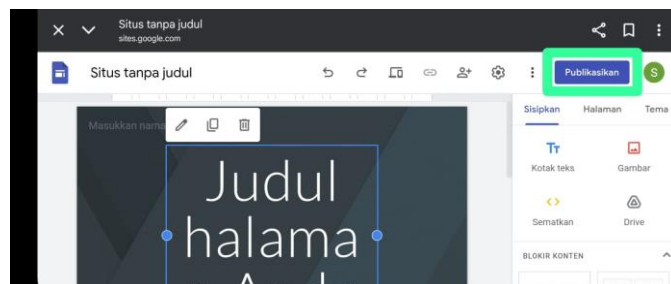 Situs tanpa judul
sites.google.com
Situs tanpa judul
Publikasikan
S
Sisipkan Halaman Tema
Masukkan nama
Judul
halama
Kotak teks Gambar
Sematkan Drive
BLOKIR KONTEN